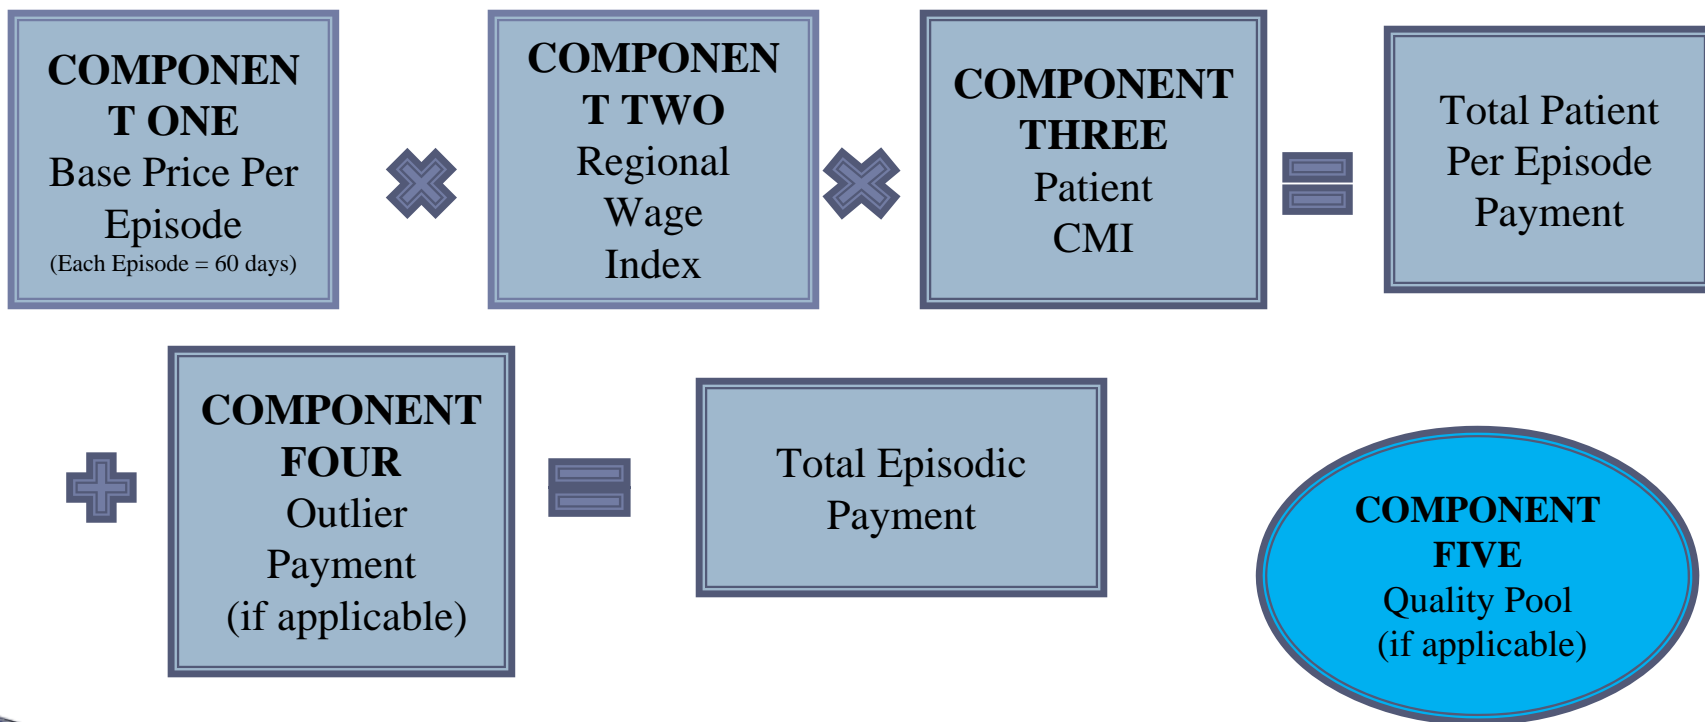 COMPONEN
T ONE
Base Price Per
Episode
(Each Episode = 60 days)
COMPONEN
T TWO
Regional
Wage
Index
COMPONENT
THREE
Patient
CMI
Total Patient
Per Episode
Payment
COMPONENT
FOUR
Outlier
Payment
(if applicable)
Total Episodic
Payment
COMPONENT
FIVE
Quality Pool
(if applicable)